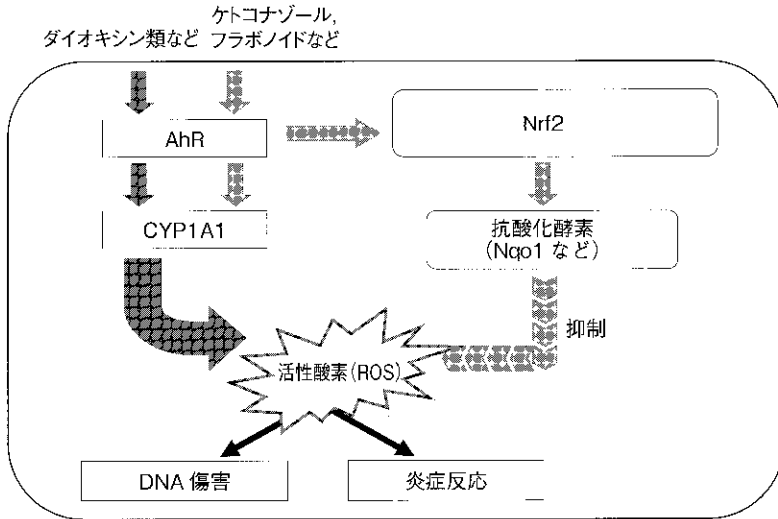 ダイオキシン類など
ケトコナゾール,
フラボノイドなど
AhR
Nrf2
CYP1A1
抗酸化酵素
(Nqo1 など)
抑制
活性酸素(ROS)
DNA 傷害
炎症反応